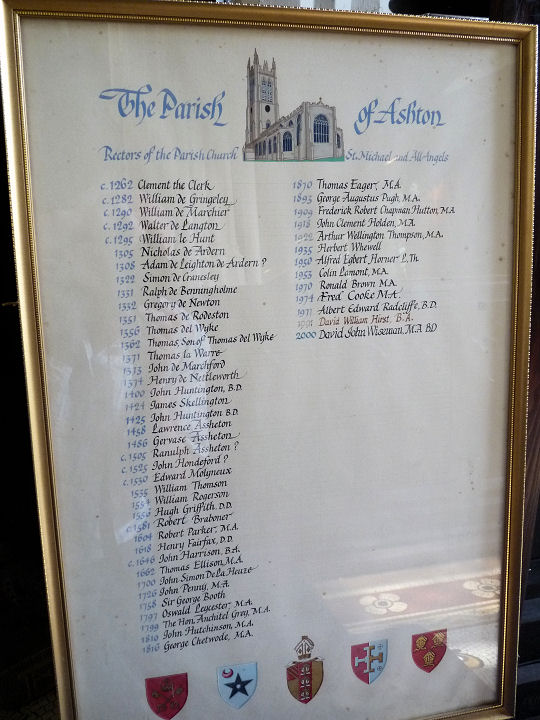 The Parish of Ashton
Rectors of the Parish Church St. Michael and All Angels
c. 1262 Clement the Clerk
c. 1282 William de Gringeley
c. 1290 William de Marchier
c. 1292 Walter de Langton
c. 1295 William le Hunt
1305 Nicholas de Ardern
1308 Adam de Leighton de Ardern ?
1322 Simon de Cranesley
1331 Ralph de Benningholme
1332 Gregory de Newton
1351 Thomas de Rodeston
1356 Thomas del Wyke
1362 Thomas, Son of Thomas del Wyke
1371 Thomas la Warre
1373 John de Marchford
1374 Henry de Nettleworth
1400 John Huntington, B.D.
1424 James Skellington
1425 John Huntington B.D.
1458 Lawrence Assheton
1486 Gervase Assheton
c. 1505 Ranulph Assheton ?
c. 1525 John Hondeford ?
c. 1530 Edward Molyneux
1535 William Thomson
1554 William Rogerson
1556 Hugh Griffith, D.D.
c. 1581 Robert Braboner
1604 Robert Parker, M.A.
1618 Henry Fairfax, D.D.
c. 1646 John Harrison, B.A.
1662 Thomas Ellison, M.A.
1700 John Simon De La Heuze
1726 John Penny, M.A.
1758 Sir George Booth
1797 Oswald Leycester, M.A.
1799 The Hon. Anchitel Grey, M.A.
1810 John Hutchinson, M.A.
1816 George Chetwode, M.A.
1870 Thomas Eager, M.A.
1893 George Augustus Pugh, M.A.
1909 Frederick Robert Chapman Hutton, M.A.
1918 John Clement Holden, M.A.
1922 Arthur Wellington Thompson, M.A.
1935 Herbert Whewell
1950 Alfred Egbert Horner L. Th.
1955 Colin Lamont, M.A.
1970 Ronald Brown M.A.
1974 Fred Cooke M.A.
1977 Albert Edward Radcliffe, B.D.
David William Hirst, B.A.
2000 David John Wiseman, M.A. B.D